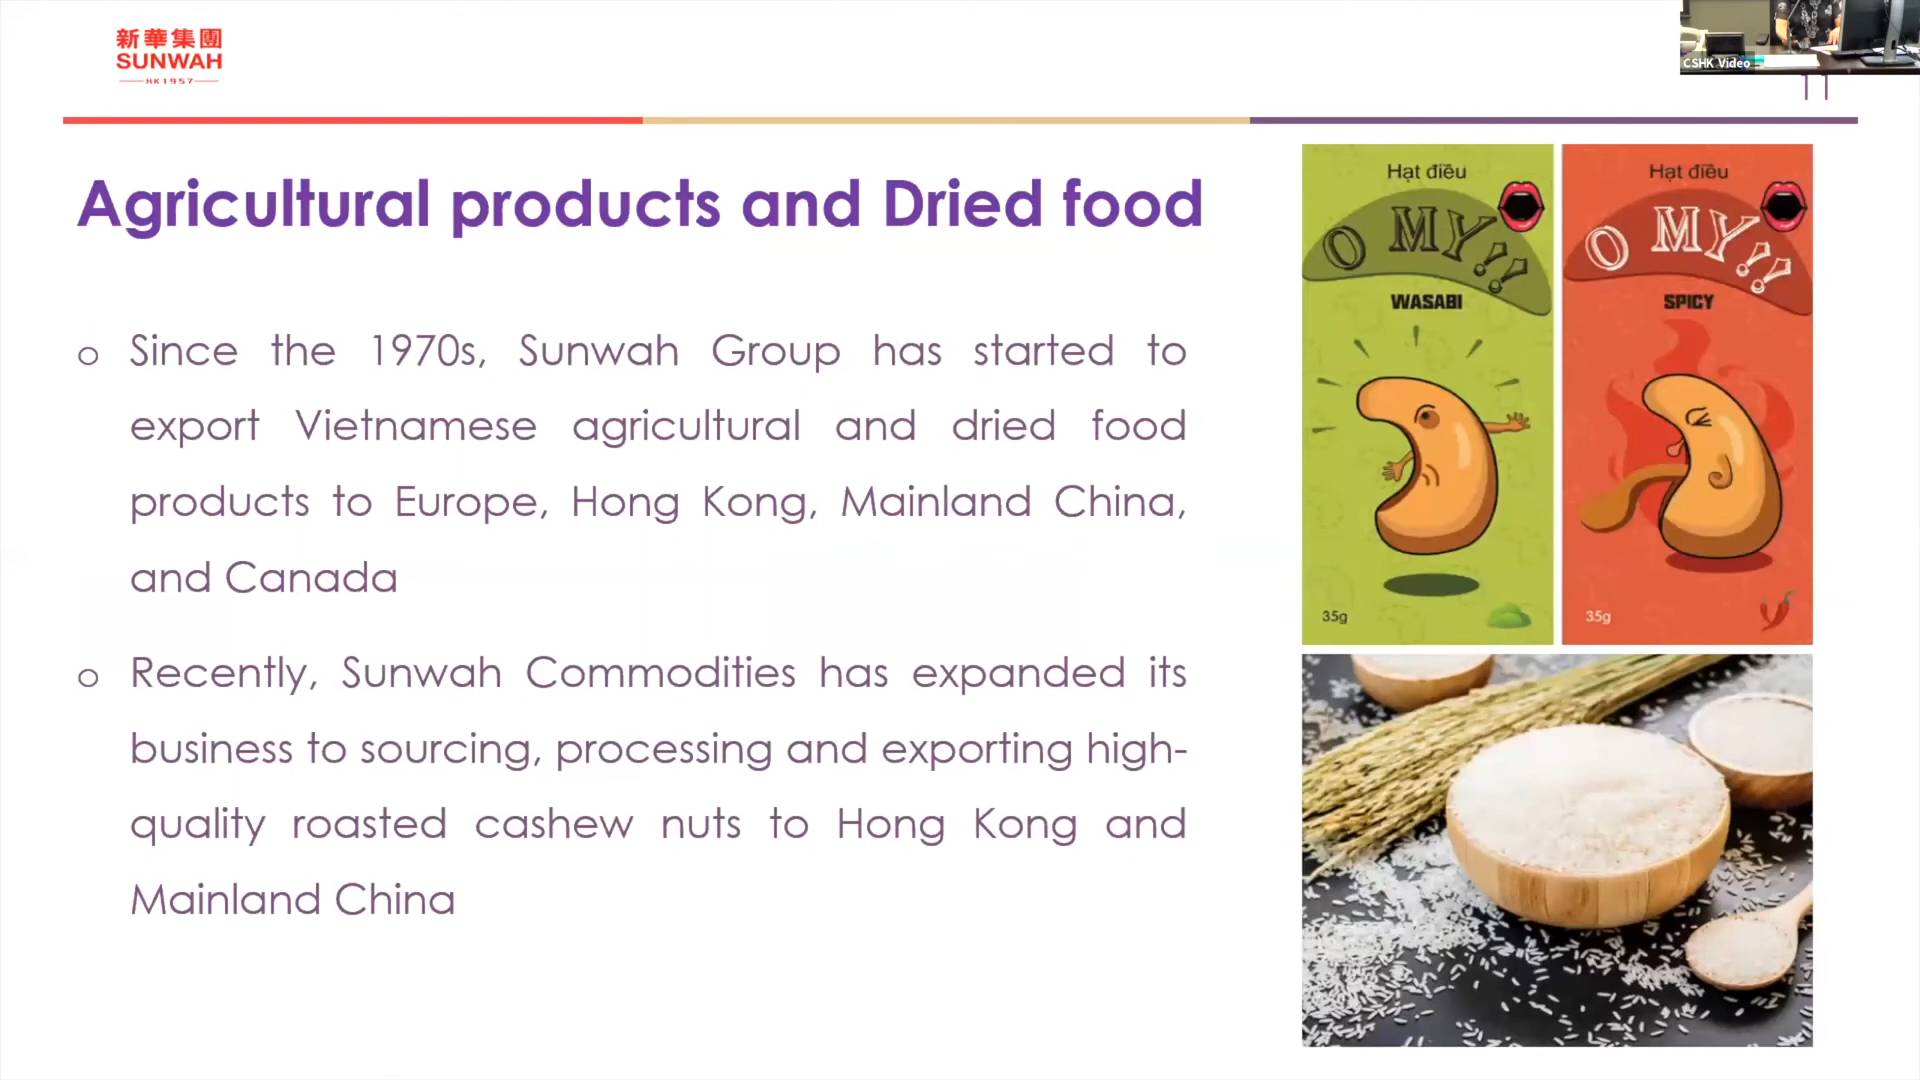 新華集團
SUNWAH
HK1957
CSHK Video
11
Agricultural products and Dried food
o Since the 1970s, Sunwah Group has started to
export Vietnamese agricultural and dried food
products to Europe, Hong Kong, Mainland China,
and Canada
o Recently, Sunwah Commodities has expanded its
business to sourcing, processing and exporting high-
quality roasted cashew nuts to Hong Kong and
Mainland China
Hạt điều
O MY!!
WASABI
35g
Hạt điều
O MY!!
SPICY
35g